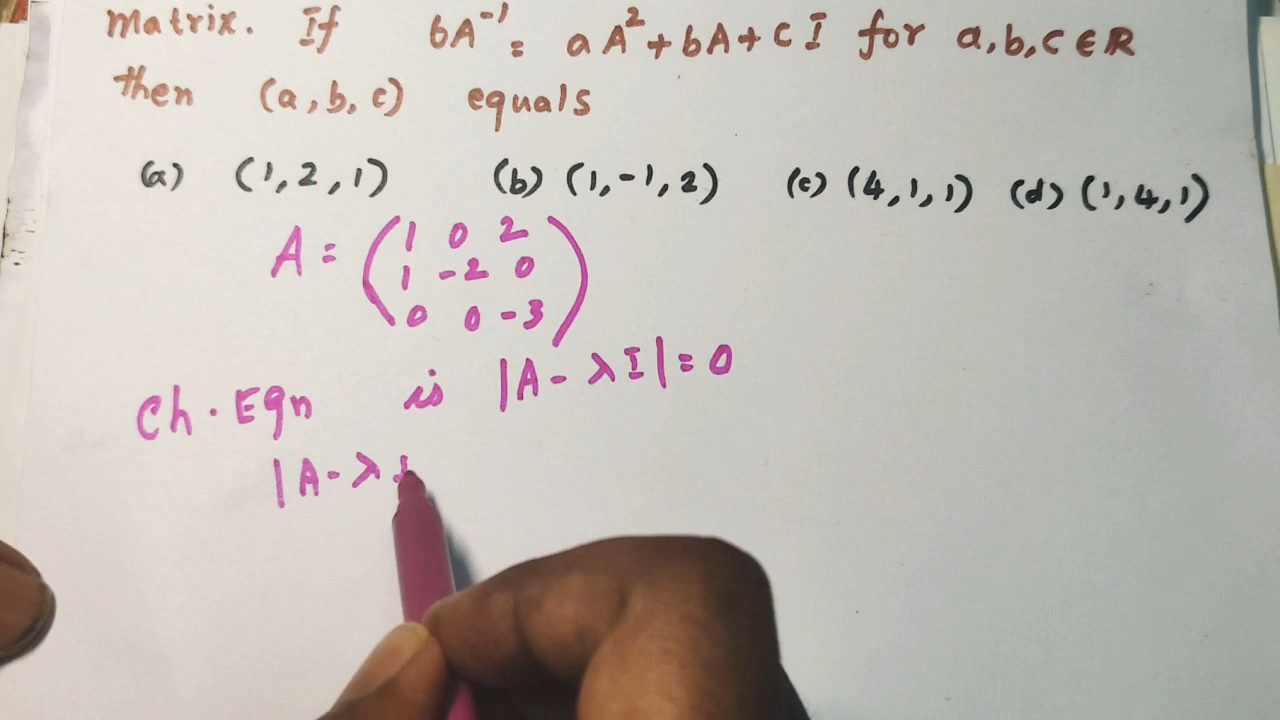 Matrix. If 6A⁻¹ = aA² + bA + cI for a,b,c ∈ ℝ
then (a, b, c) equals
(a) (1, 2, 1) (b) (1, -1, 2) (c) (4, 1, 1) (d) (1, 4, 1)
A = ( 1 0 2
1 -2 0
0 0 -3 )
Ch. Eqn is |A - λI| = 0
|A - λ